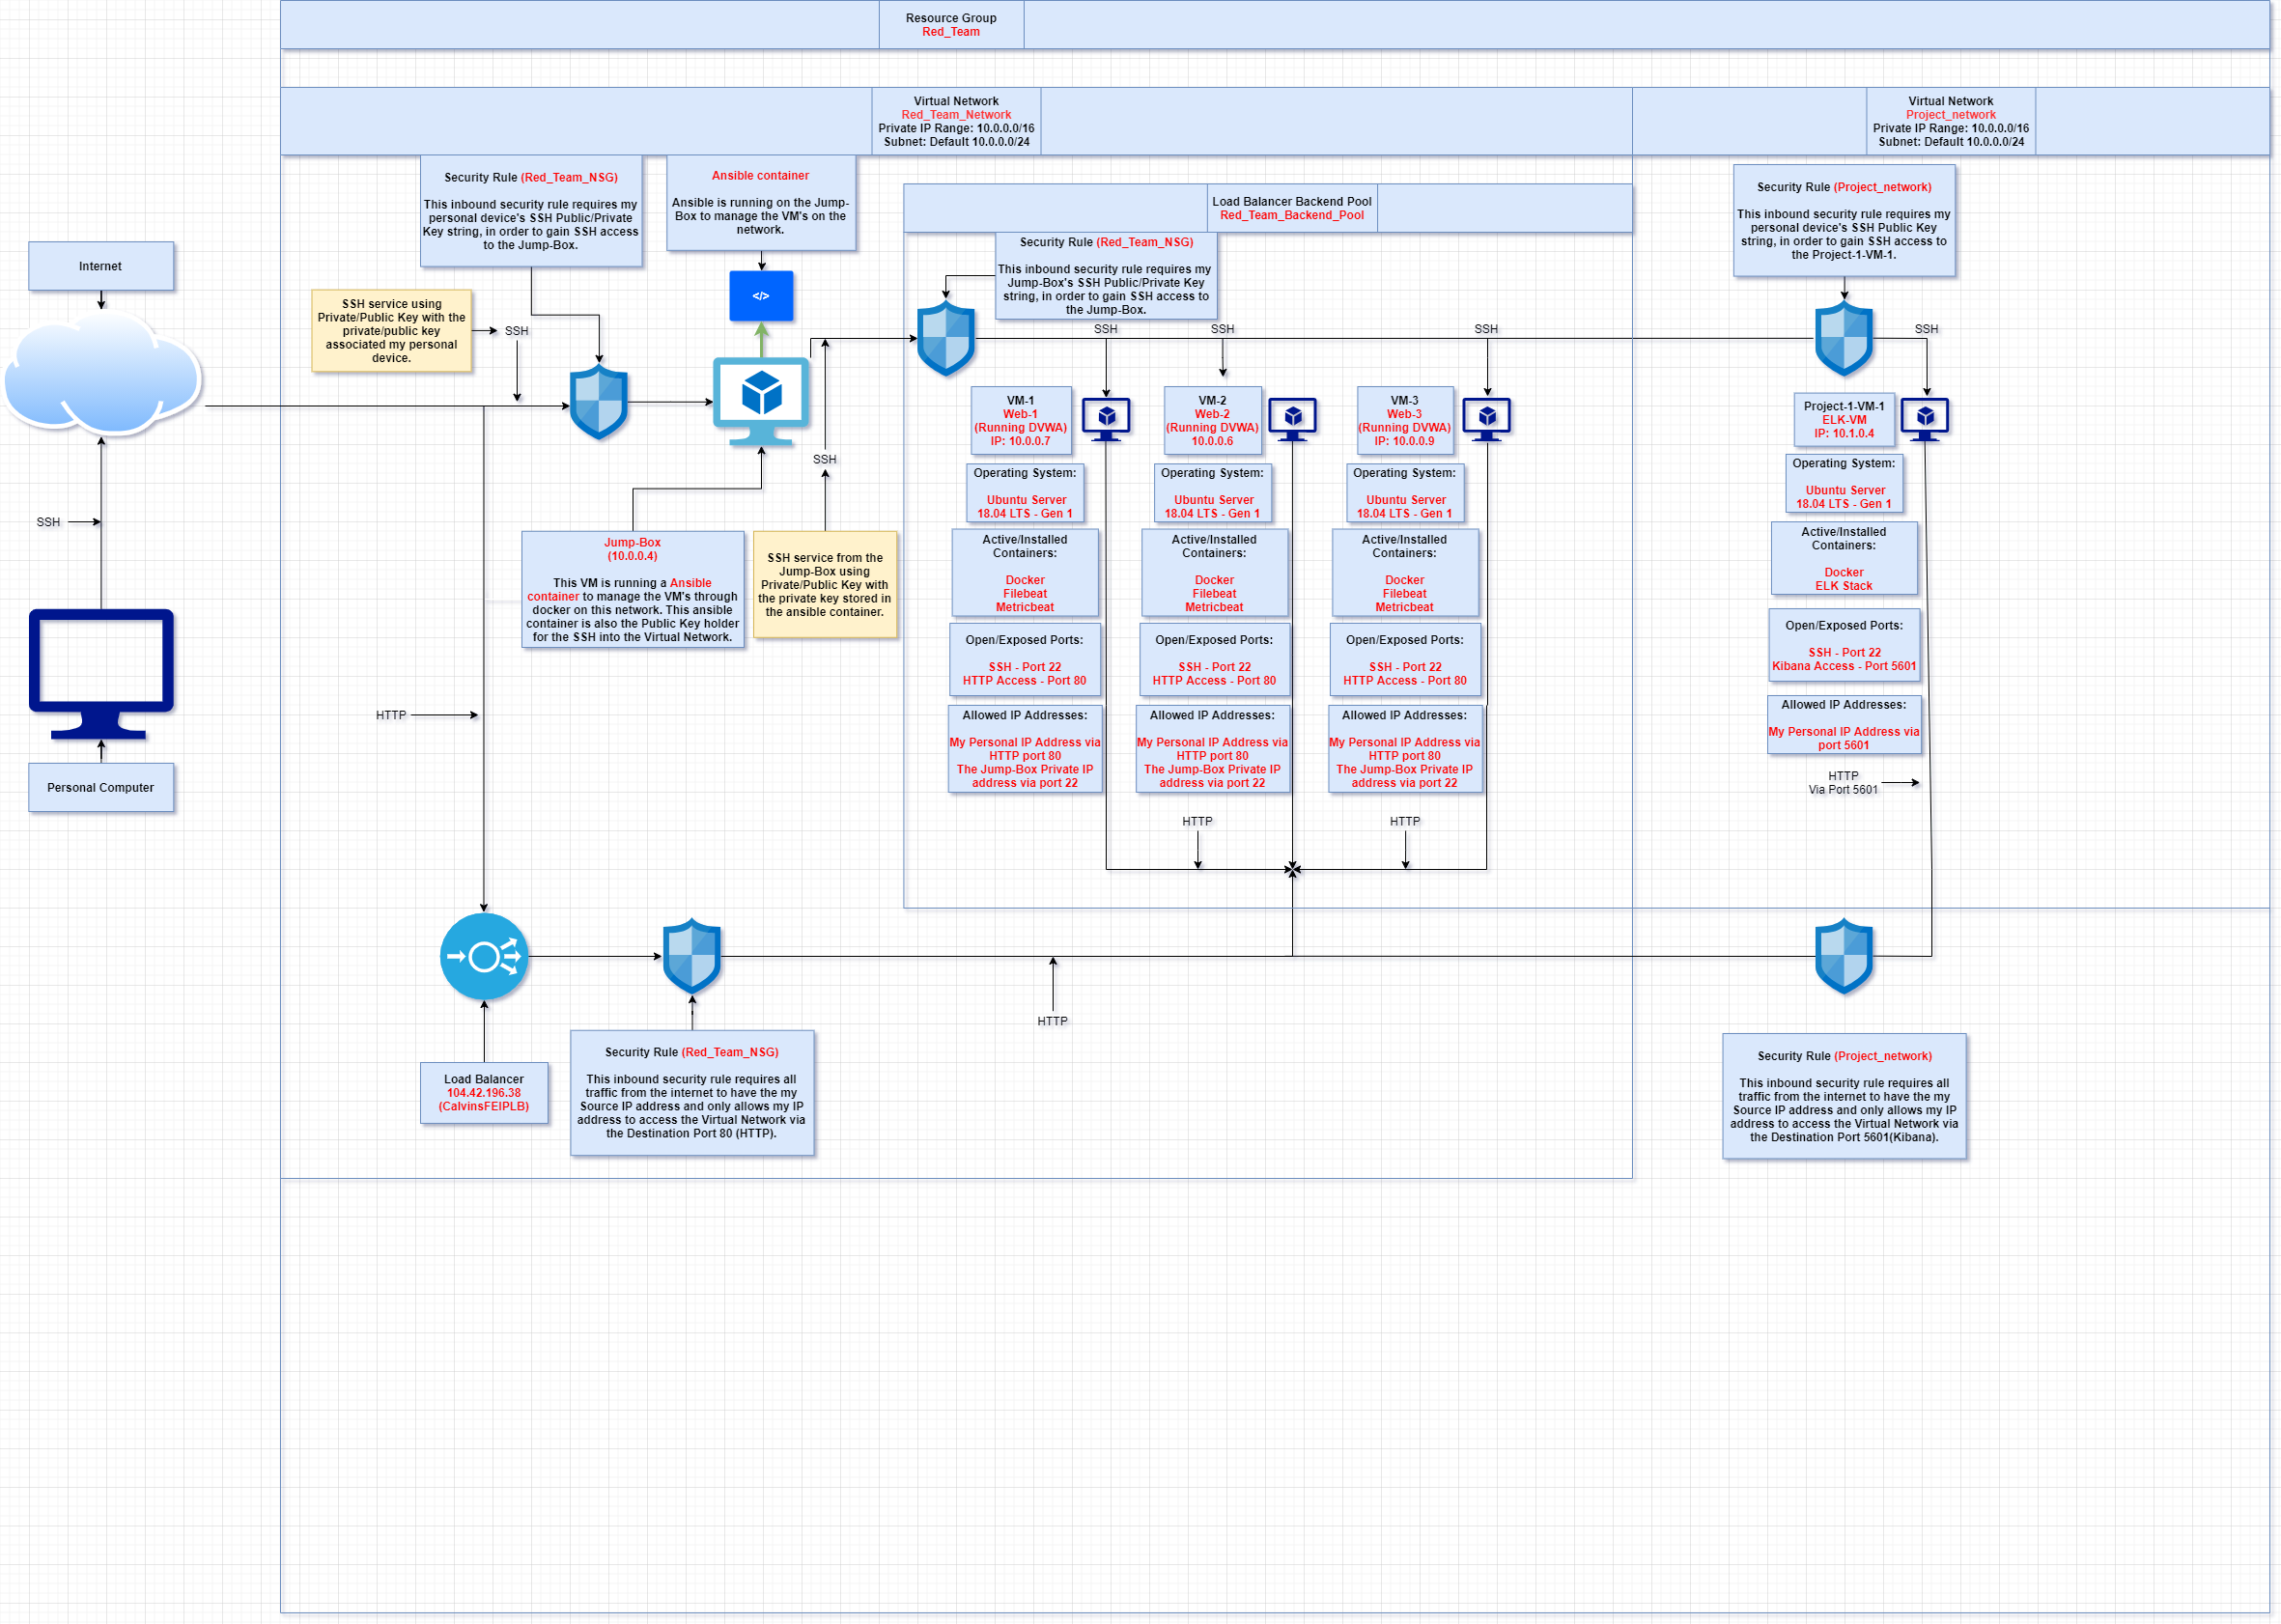 Resource Group
Red_Team
Virtual Network
Red_Team_Network
Private IP Range: 10.0.0.0/16
Subnet: Default 10.0.0.0/24
Virtual Network
Project_network
Private IP Range: 10.0.0.0/16
Subnet: Default 10.0.0.0/24
Internet
SSH
Personal Computer
Security Rule (Red_Team_NSG)
This inbound security rule requires my
personal device's SSH Public/Private
Key string, in order to gain SSH access
to the Jump-Box.
Ansible container
Ansible is running on the Jump-
Box to manage the VM's on the
network.
</>
SSH service using
Private/Public Key with the
private/public key
associated my personal
device.
SSH
SSH
Jump-Box
(10.0.0.4)
This VM is running a Ansible
container to manage the VM's through
docker on this network. This ansible
container is also the Public Key holder
for the SSH into the Virtual Network.
SSH service from the
Jump-Box using
Private/Public Key with
the private key stored in
the ansible container.
HTTP
Load Balancer Backend Pool
Red_Team_Backend_Pool
Security Rule (Red_Team_NSG)
This inbound security rule requires my
Jump-Box's SSH Public/Private Key
string, in order to gain SSH access to
the Jump-Box.
SSH
SSH
SSH
VM-1
Web-1
(Running DVWA)
IP: 10.0.0.7
Operating System:
Ubuntu Server
18.04 LTS - Gen 1
Active/Installed
Containers:
Docker
Filebeat
Metricbeat
Open/Exposed Ports:
SSH - Port 22
HTTP Access - Port 80
Allowed IP Addresses:
My Personal IP Address via
HTTP port 80
The Jump-Box Private IP
address via port 22
VM-2
Web-2
(Running DVWA)
10.0.0.6
Operating System:
Ubuntu Server
18.04 LTS - Gen 1
Active/Installed
Containers:
Docker
Filebeat
Metricbeat
Open/Exposed Ports:
SSH - Port 22
HTTP Access - Port 80
Allowed IP Addresses:
My Personal IP Address via
HTTP port 80
The Jump-Box Private IP
address via port 22
HTTP
VM-3
Web-3
(Running DVWA)
IP: 10.0.0.9
Operating System:
Ubuntu Server
18.04 LTS - Gen 1
Active/Installed
Containers:
Docker
Filebeat
Metricbeat
Open/Exposed Ports:
SSH - Port 22
HTTP Access - Port 80
Allowed IP Addresses:
My Personal IP Address via
HTTP port 80
The Jump-Box Private IP
address via port 22
HTTP
Security Rule (Project_network)
This inbound security rule requires my
personal device's SSH Public Key
string, in order to gain SSH access to
the Project-1-VM-1.
SSH
Project-1-VM-1
ELK-VM
IP: 10.1.0.4
Operating System:
Ubuntu Server
18.04 LTS - Gen 1
Active/Installed
Containers:
Docker
ELK Stack
Open/Exposed Ports:
SSH - Port 22
Kibana Access - Port 5601
Allowed IP Addresses:
My Personal IP Address via
port 5601
HTTP
Via Port 5601
Load Balancer
104.42.196.38
(CalvinsFEIPLB)
Security Rule (Red_Team_NSG)
This inbound security rule requires all
traffic from the internet to have the my
Source IP address and only allows my IP
address to access the Virtual Network via
the Destination Port 80 (HTTP).
HTTP
Security Rule (Project_network)
This inbound security rule requires all
traffic from the internet to have the my
Source IP address and only allows my IP
address to access the Virtual Network via
the Destination Port 5601(Kibana).